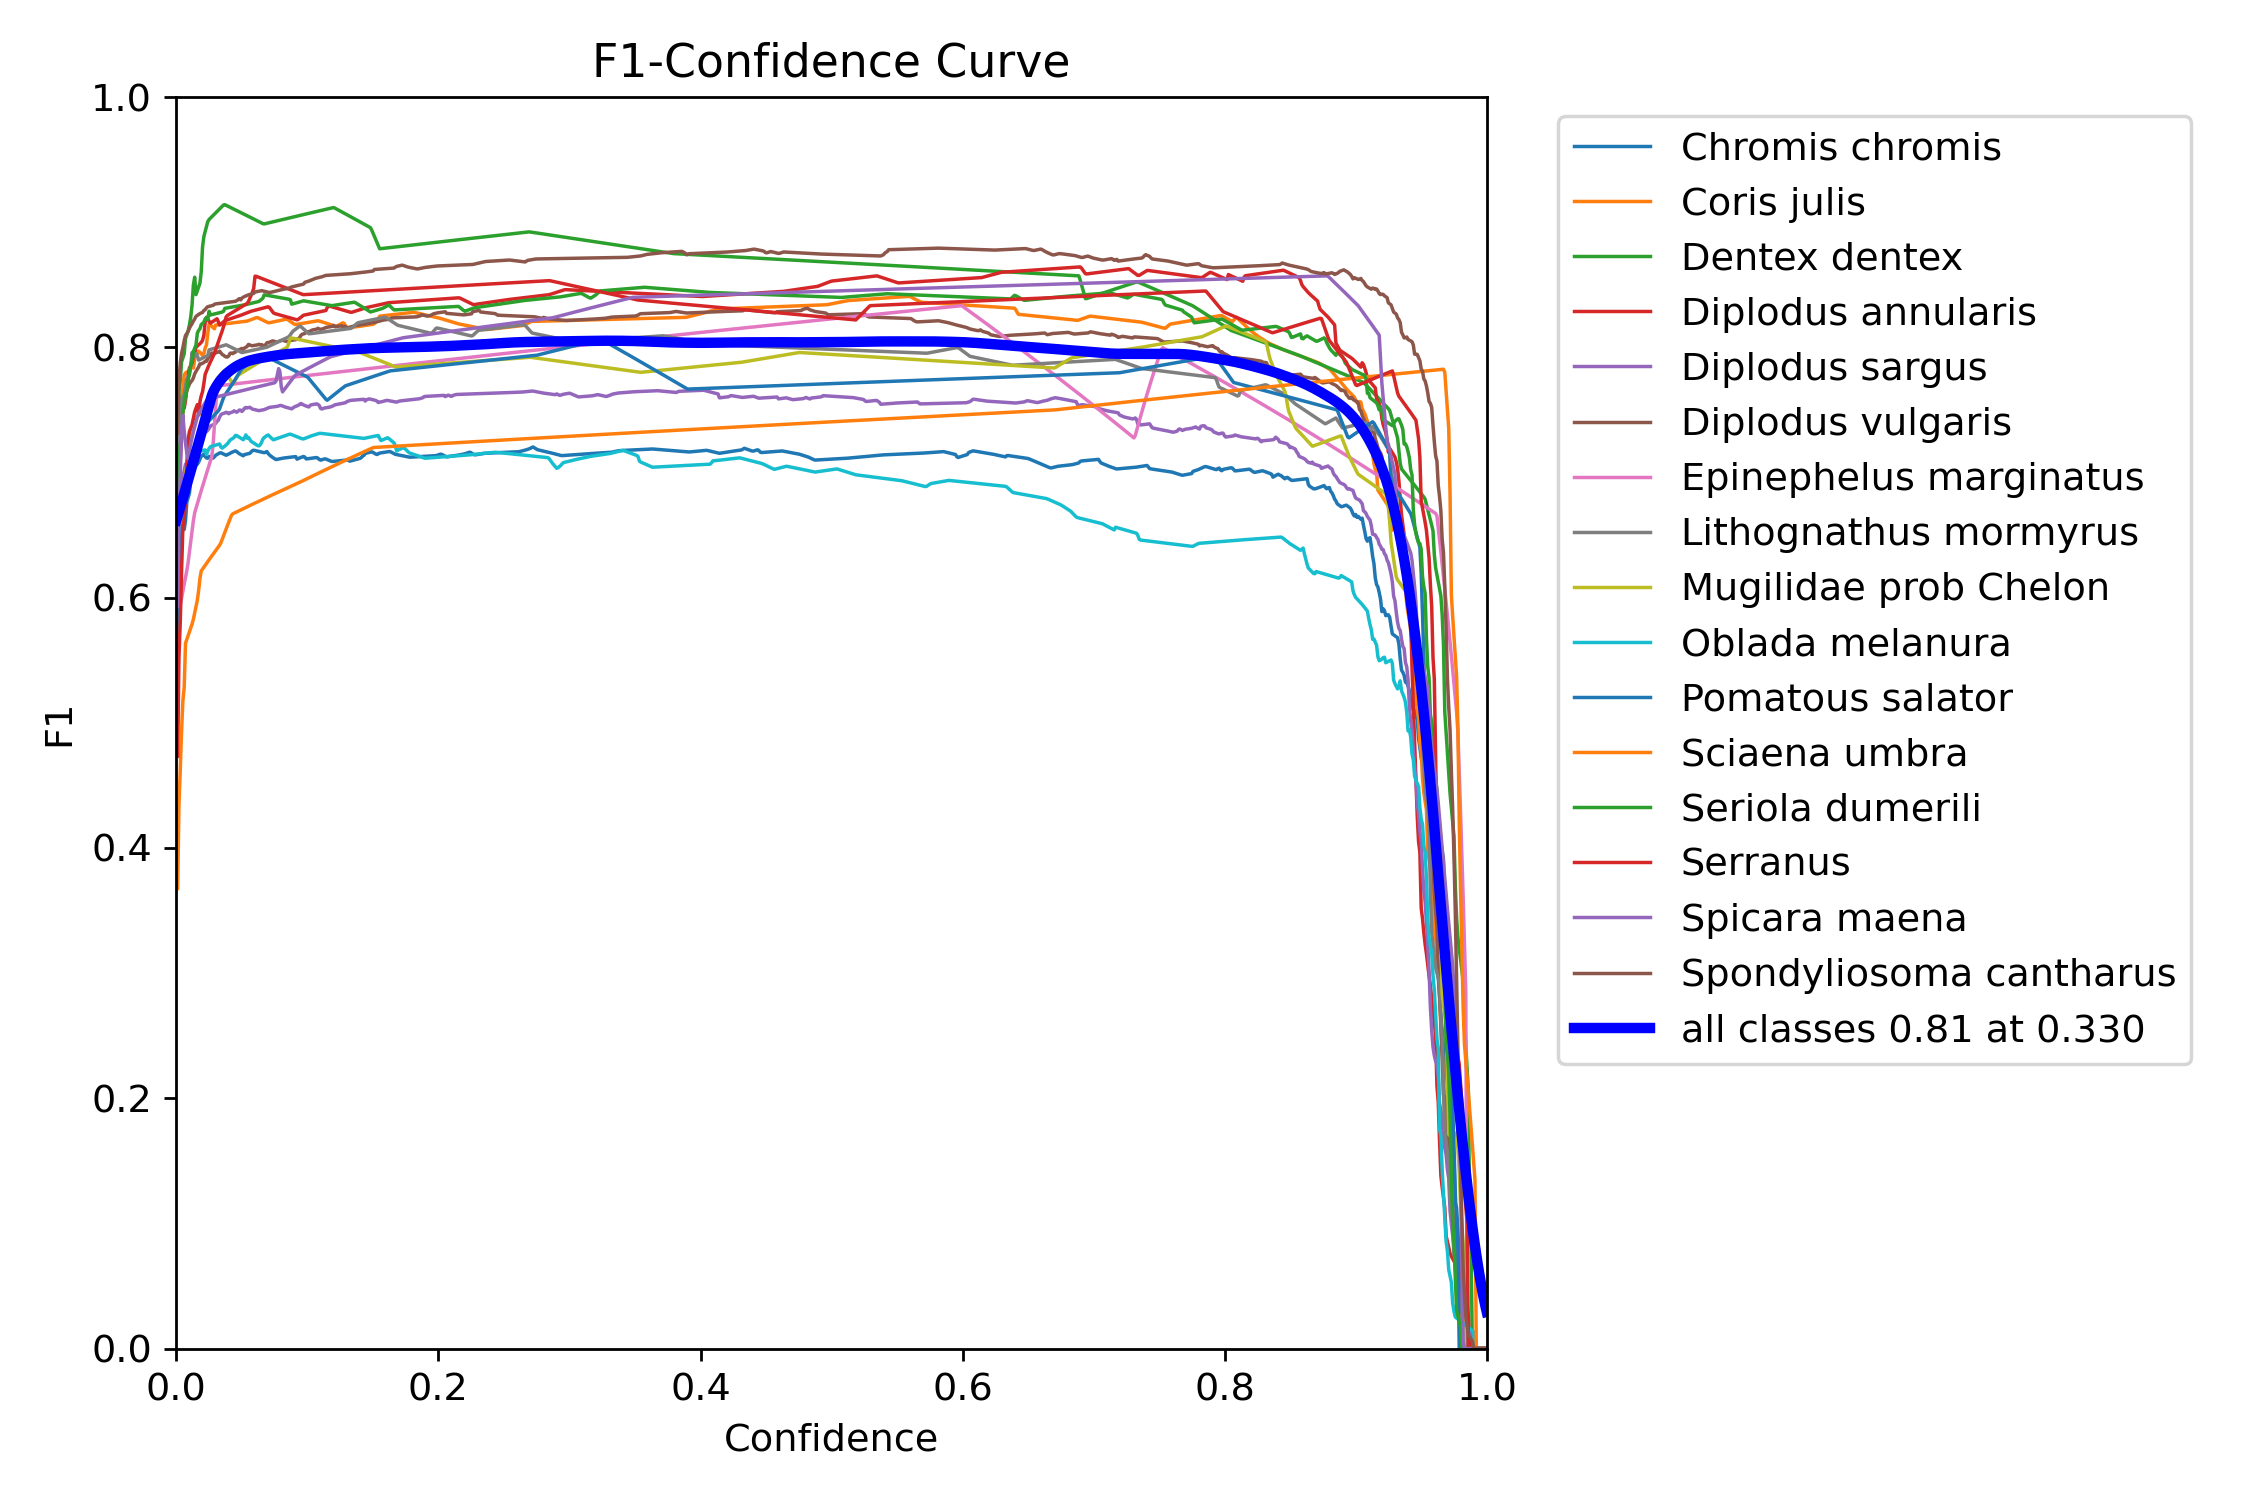 F1-Confidence Curve
1.0
0.8
0.6
0.4
0.2
0.0
F1
0.0 0.2 0.4 0.6 0.8 1.0
Confidence
Chromis chromis
Coris julis
Dentex dentex
Diplodus annularis
Diplodus sargus
Diplodus vulgaris
Epinephelus marginatus
Lithognathus mormyrus
Mugilidae prob Chelon
Oblada melanura
Pomatous salator
Sciaena umbra
Seriola dumerili
Serranus
Spicara maena
Spondyliosoma cantharus
all classes 0.81 at 0.330